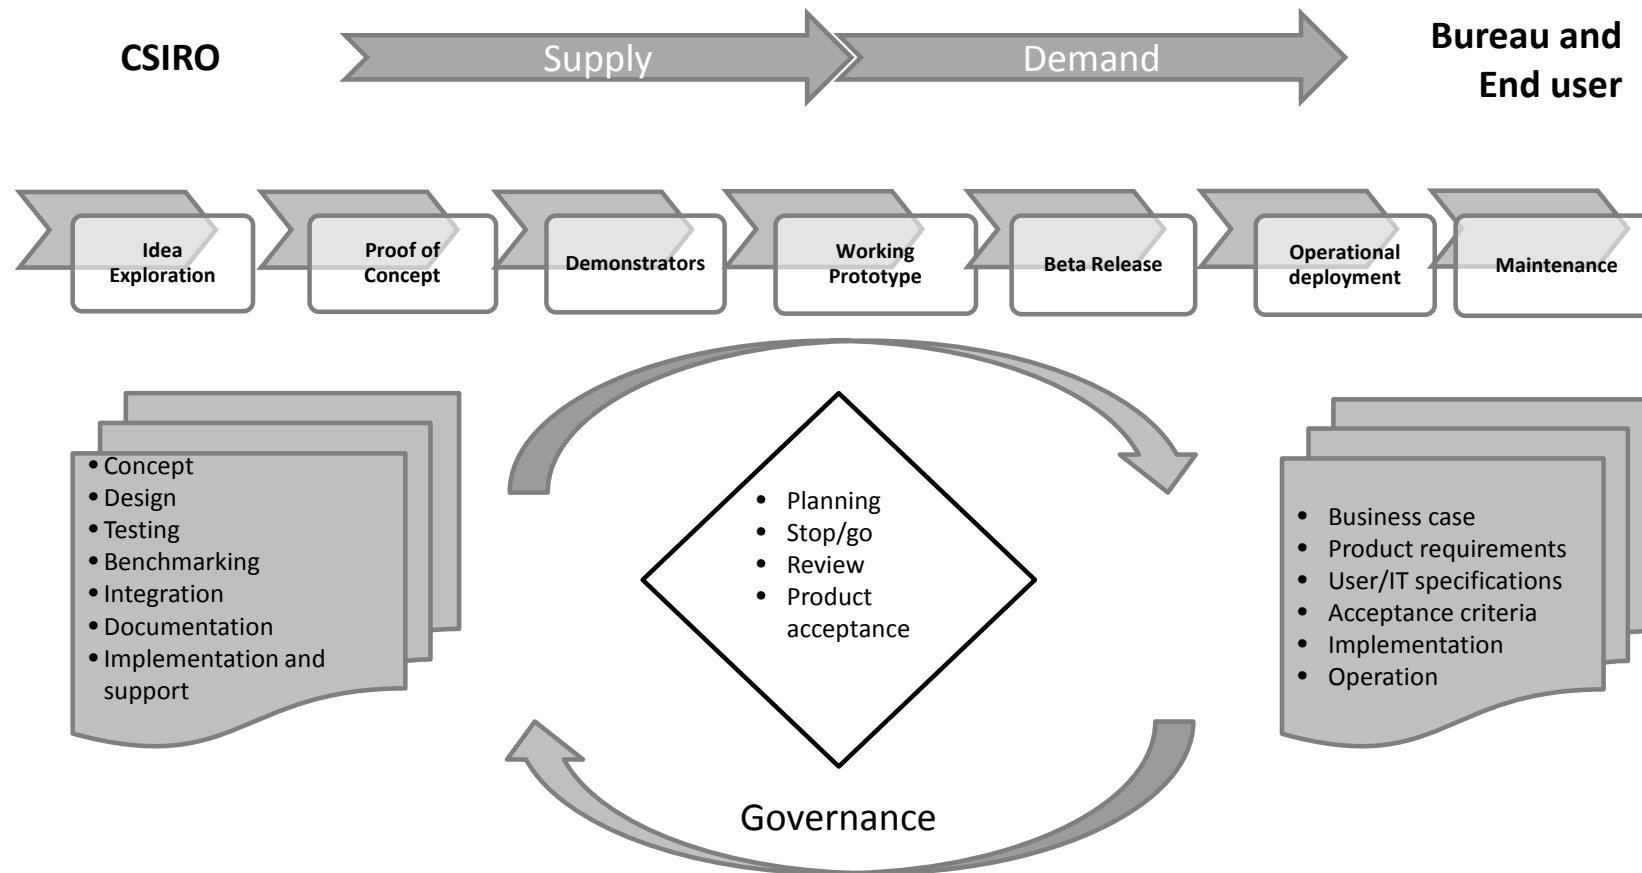 CSIRO
Supply
Demand
Bureau and
End user
Idea
Exploration
Proof of
Concept
Demonstrators
Working
Prototype
Beta Release
Operational
deployment
Maintenance
• Concept
• Design
• Testing
• Benchmarking
• Integration
• Documentation
• Implementation and
support
• Planning
• Stop/go
• Review
• Product
acceptance
• Business case
• Product requirements
• User/IT specifications
• Acceptance criteria
• Implementation
• Operation
Governance